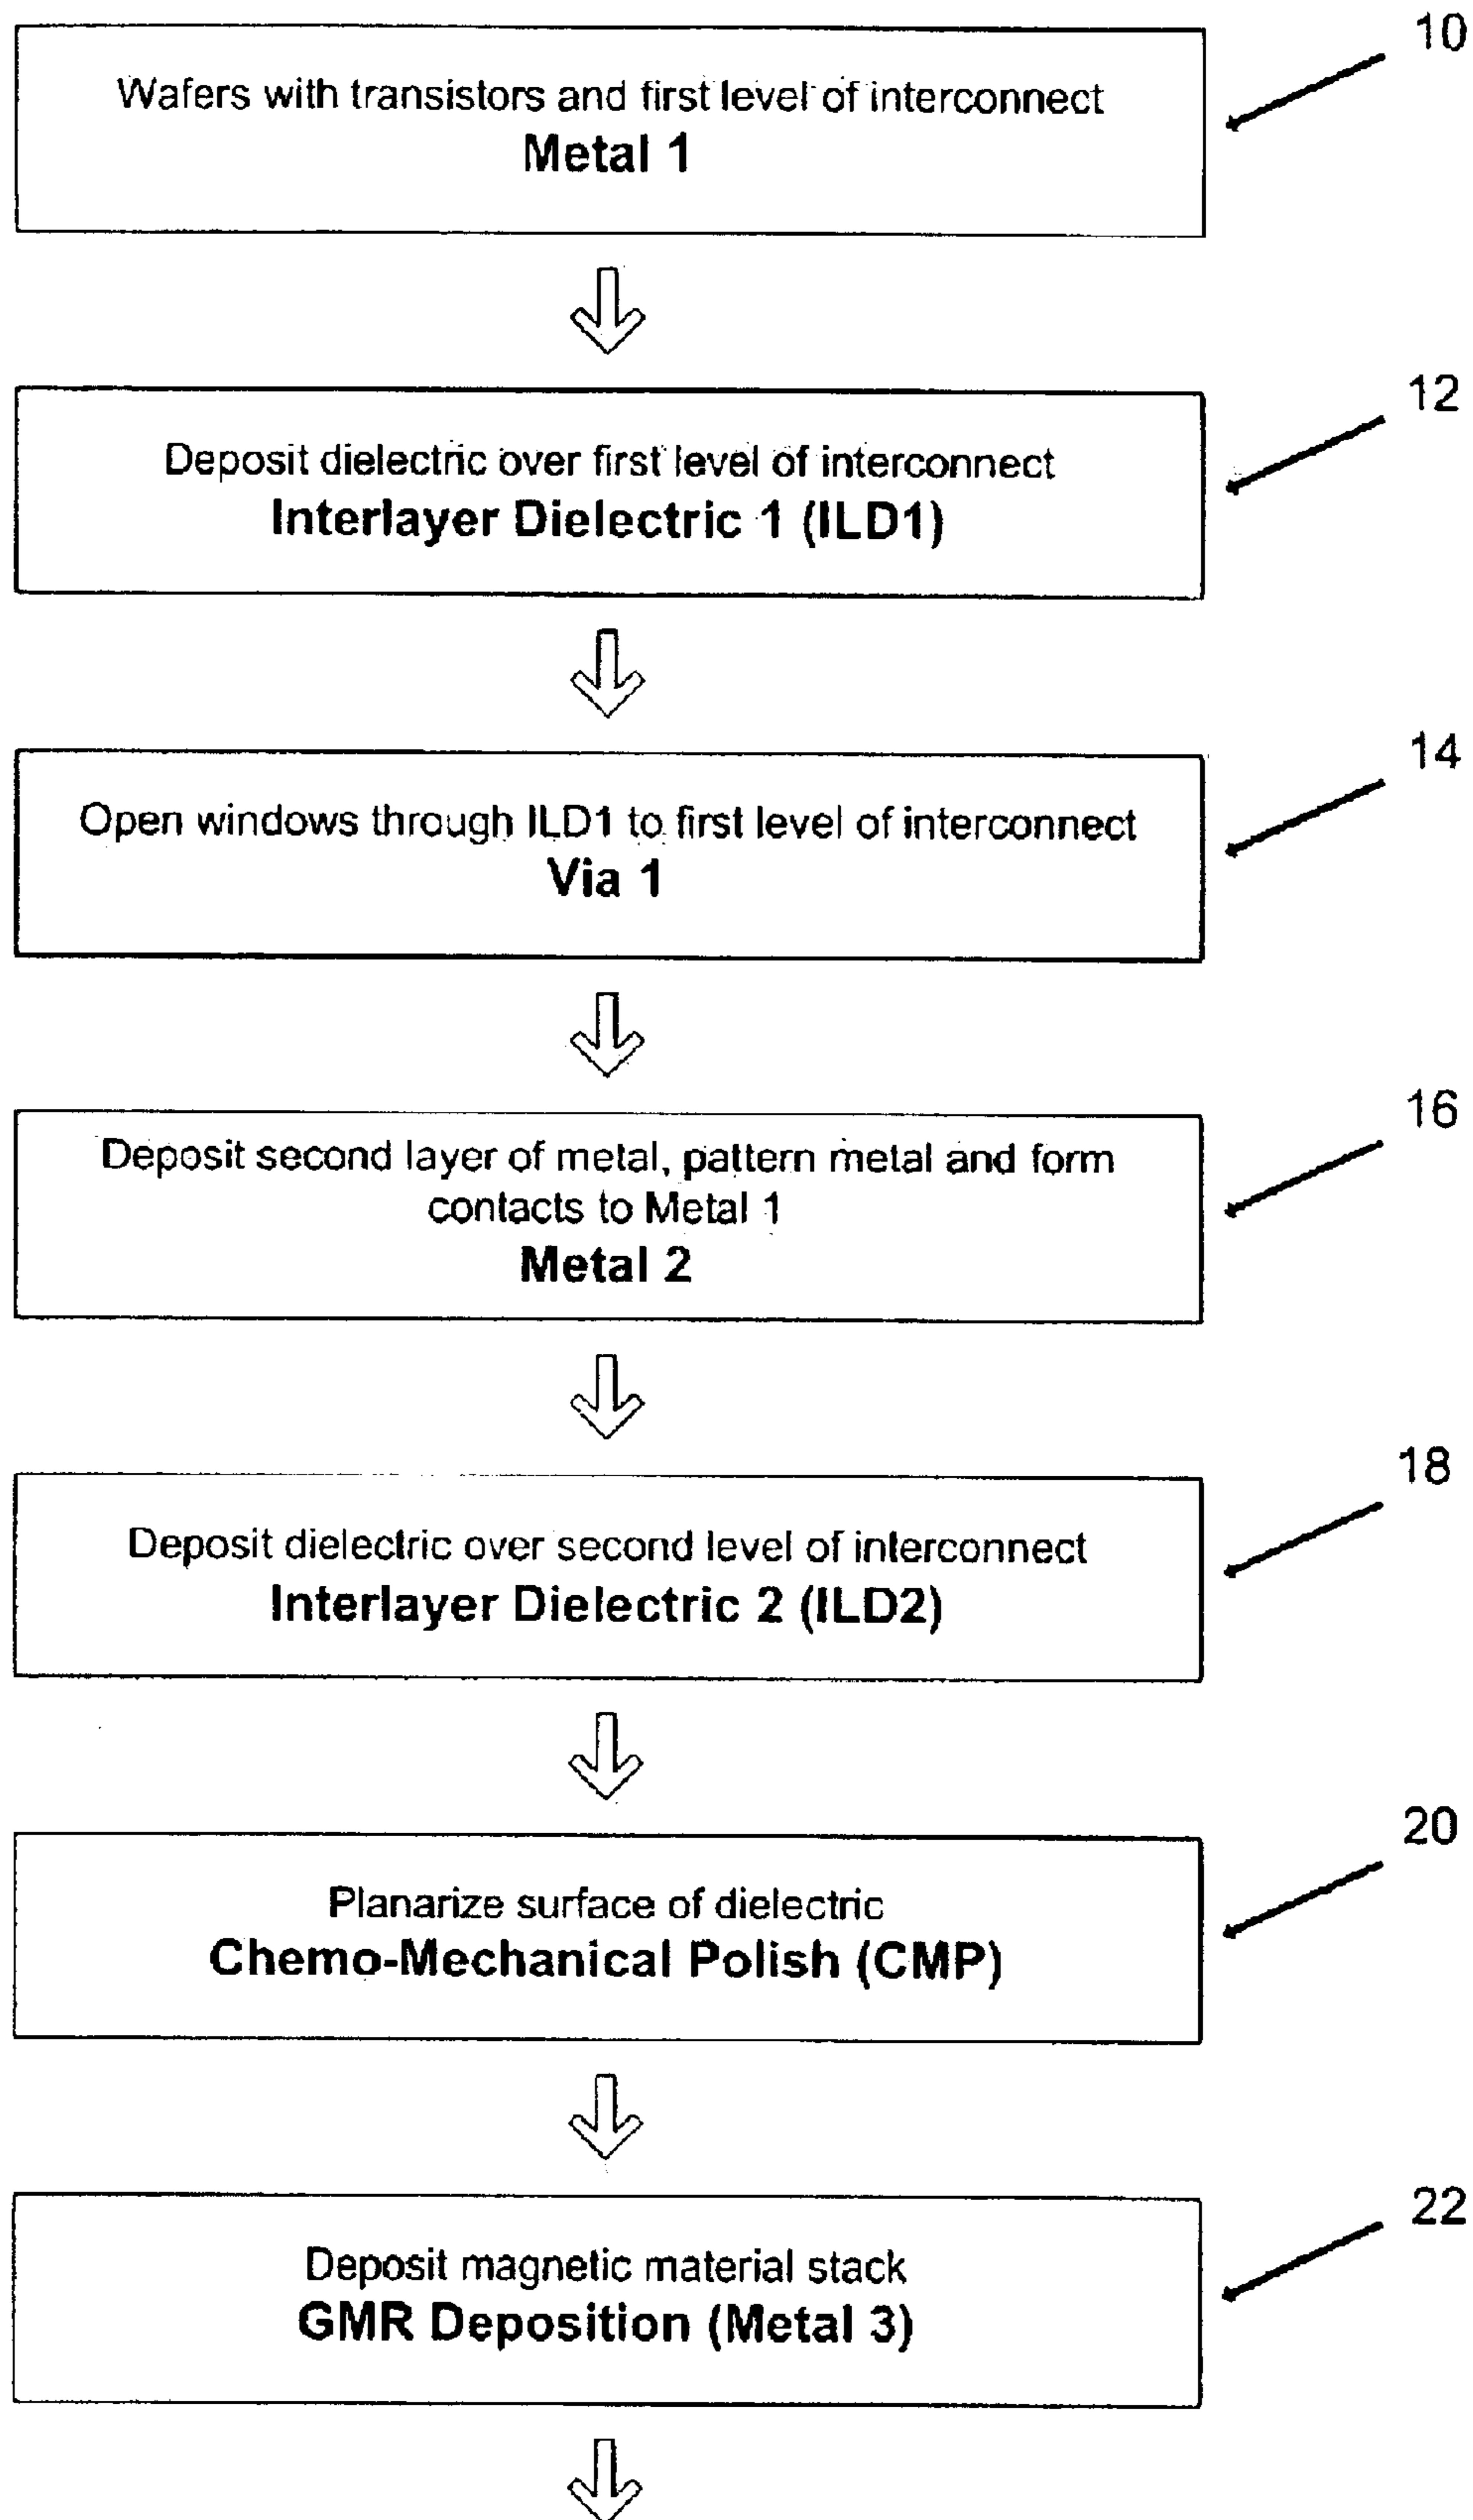 10
Wafers with transistors and first level of interconnect
Metal 1
12
Deposit dielectric over first level of interconnect
Interlayer Dielectric 1 (ILD1)
14
Open windows through ILD1 to first level of interconnect
Via 1
16
Deposit second layer of metal, pattern metal and form
contacts to Metal 1
Metal 2
18
Deposit dielectric over second level of interconnect
Interlayer Dielectric 2 (ILD2)
20
Planarize surface of dielectric
Chemo-Mechanical Polish (CMP)
22
Deposit magnetic material stack
GMR Deposition (Metal 3)